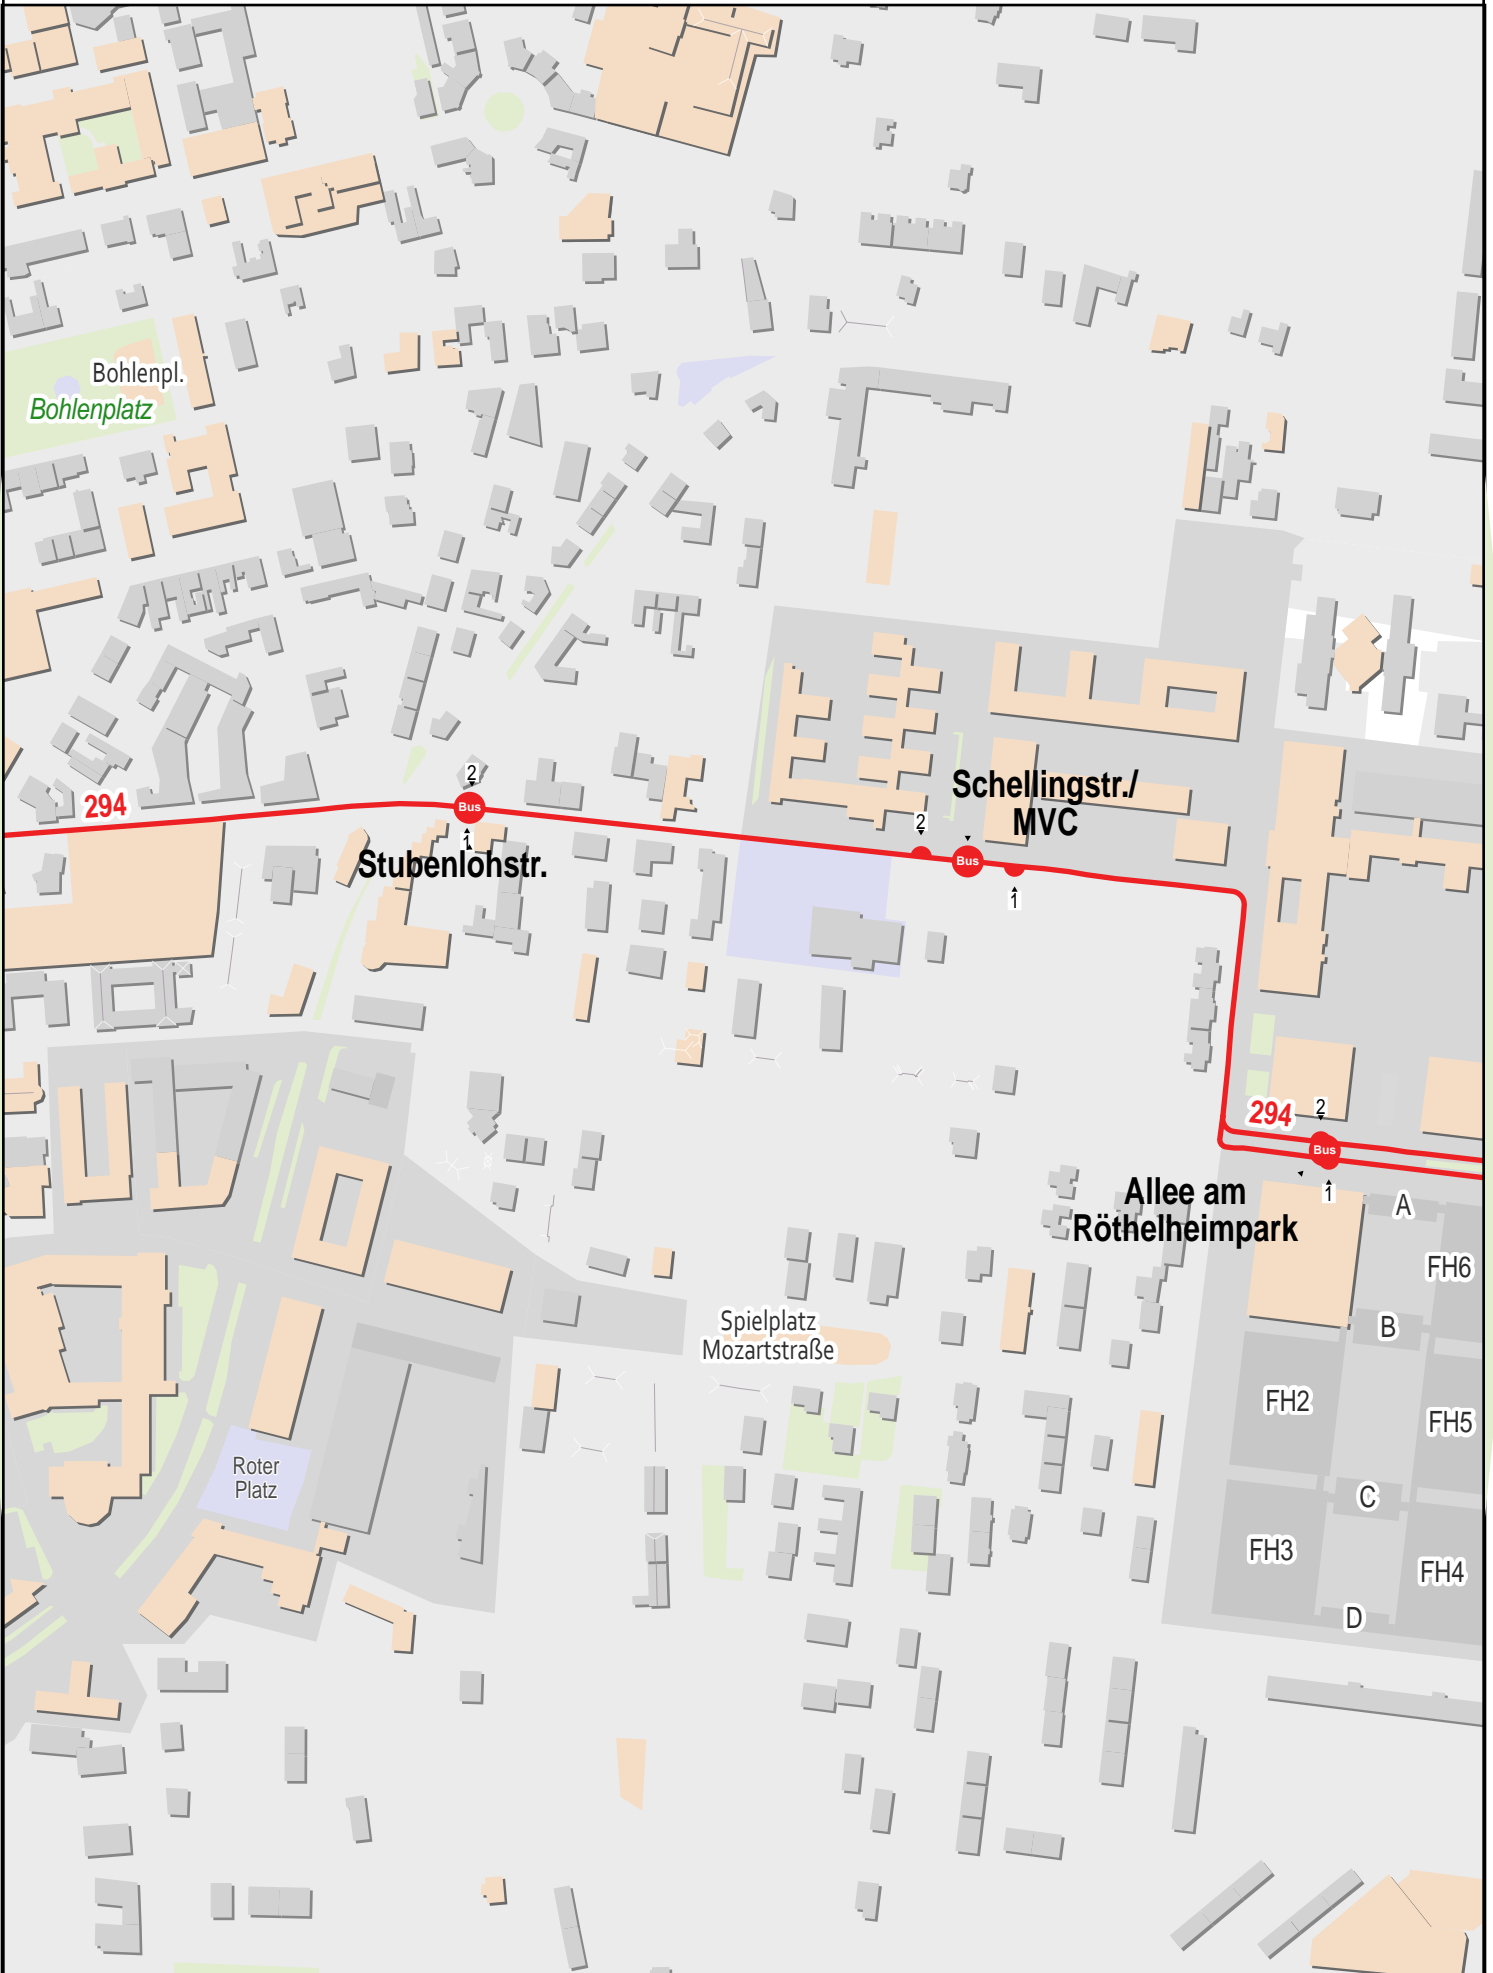 Bohlenpl.
Bohlenplatz
294
2
Bus
1
Stubenlohstr.
Schellingstr./
MVC
2
Bus
1
294
2
Bus
1
Allee am
Röthelheimpark
A
FH6
B
FH2
FH5
C
FH3
FH4
D
Spielplatz
Mozartstraße
Roter
Platz